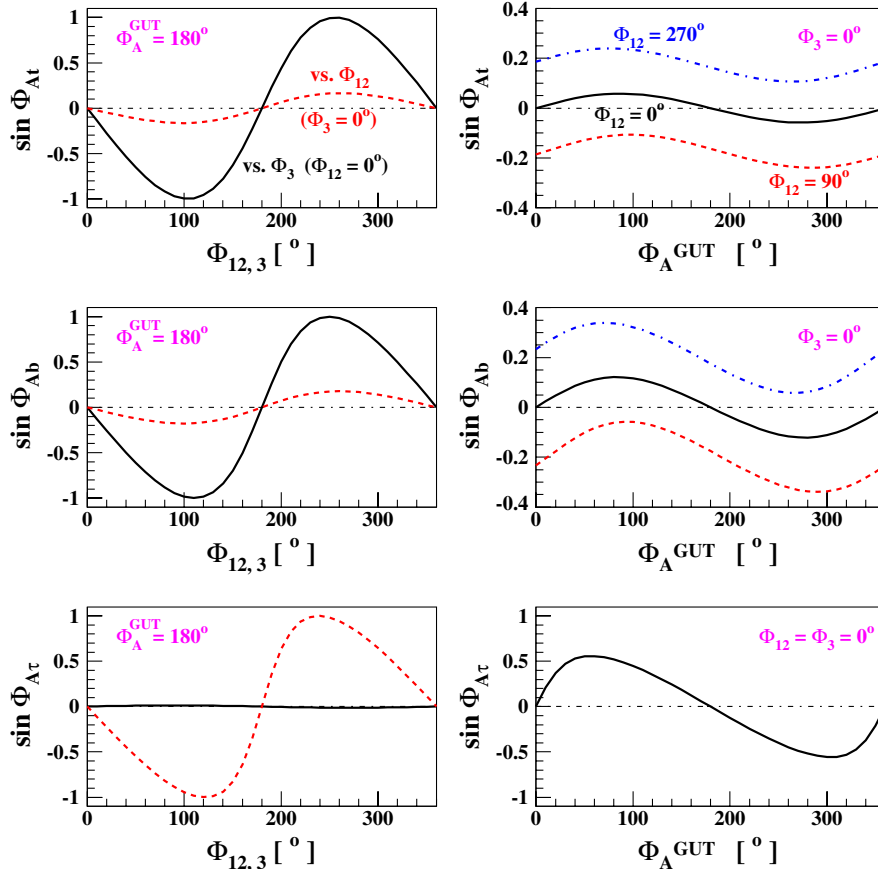 sin Φ_At
1
0.5
0
-0.5
-1
Φ_A^GUT = 180°
vs. Φ_12
(Φ_3 = 0°)
vs. Φ_3 (Φ_12 = 0°)
0 100 200 300
Φ_12, 3 [ ° ]
sin Φ_At
0.4
0.2
0
-0.2
-0.4
Φ_12 = 270°
Φ_3 = 0°
Φ_12 = 0°
Φ_12 = 90°
0 100 200 300
Φ_A^GUT [ ° ]
sin Φ_Ab
1
0.5
0
-0.5
-1
Φ_A^GUT = 180°
0 100 200 300
Φ_12, 3 [ ° ]
sin Φ_Ab
0.4
0.2
0
-0.2
-0.4
Φ_3 = 0°
0 100 200 300
Φ_A^GUT [ ° ]
sin Φ_Aτ
1
0.5
0
-0.5
-1
Φ_A^GUT = 180°
0 100 200 300
Φ_12, 3 [ ° ]
sin Φ_Aτ
1
0.5
0
-0.5
-1
Φ_12 = Φ_3 = 0°
0 100 200 300
Φ_A^GUT [ ° ]